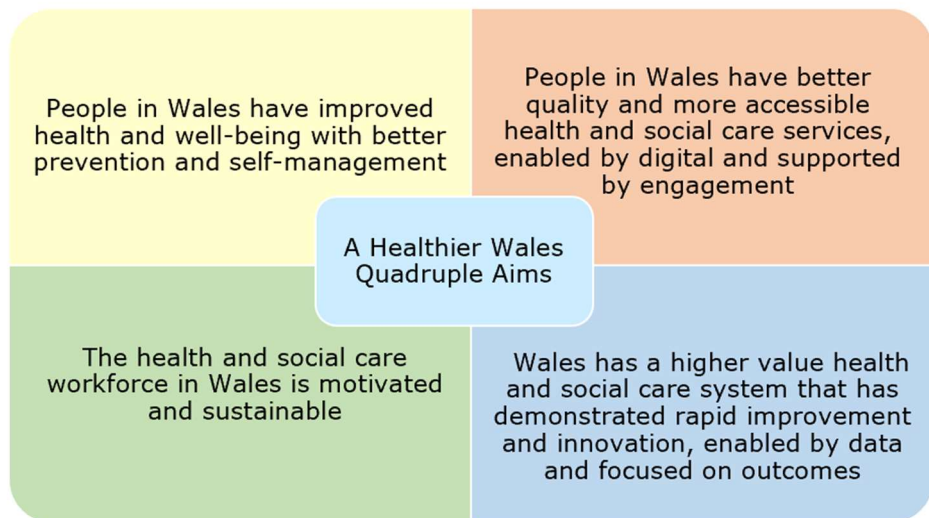 People in Wales have improved
health and well-being with better
prevention and self-management
People in Wales have better
quality and more accessible
health and social care services,
enabled by digital and supported
by engagement
A Healthier Wales
Quadruple Aims
The health and social care
workforce in Wales is motivated
and sustainable
Wales has a higher value health
and social care system that has
demonstrated rapid improvement
and innovation, enabled by data
and focused on outcomes